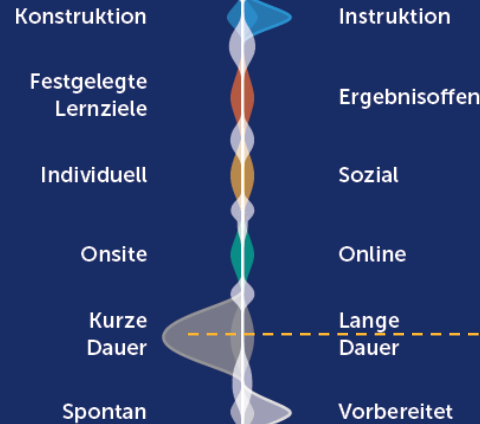 Konstruktion Instruktion
Festgelegte
Lernziele
Ergebnisoffen
Individuell Sozial
Onsite Online
Kurze
Dauer
Lange
Dauer
Spontan Vorbereitet